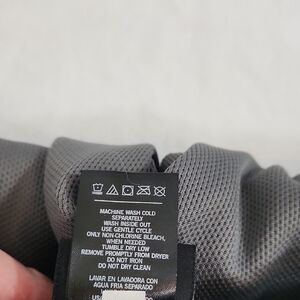 MACHINE WASH COLD
SEPARATELY
WASH INSIDE OUT
USE GENTLE CYCLE
ONLY NON-CHLORINE BLEACH,
WHEN NEEDED
TUMBLE DRY LOW
REMOVE PROMPTLY FROM DRYER
DO NOT IRON
DO NOT DRY CLEAN
LAVAR EN LAVADORA CON
AGUA FRIA SEPARADO